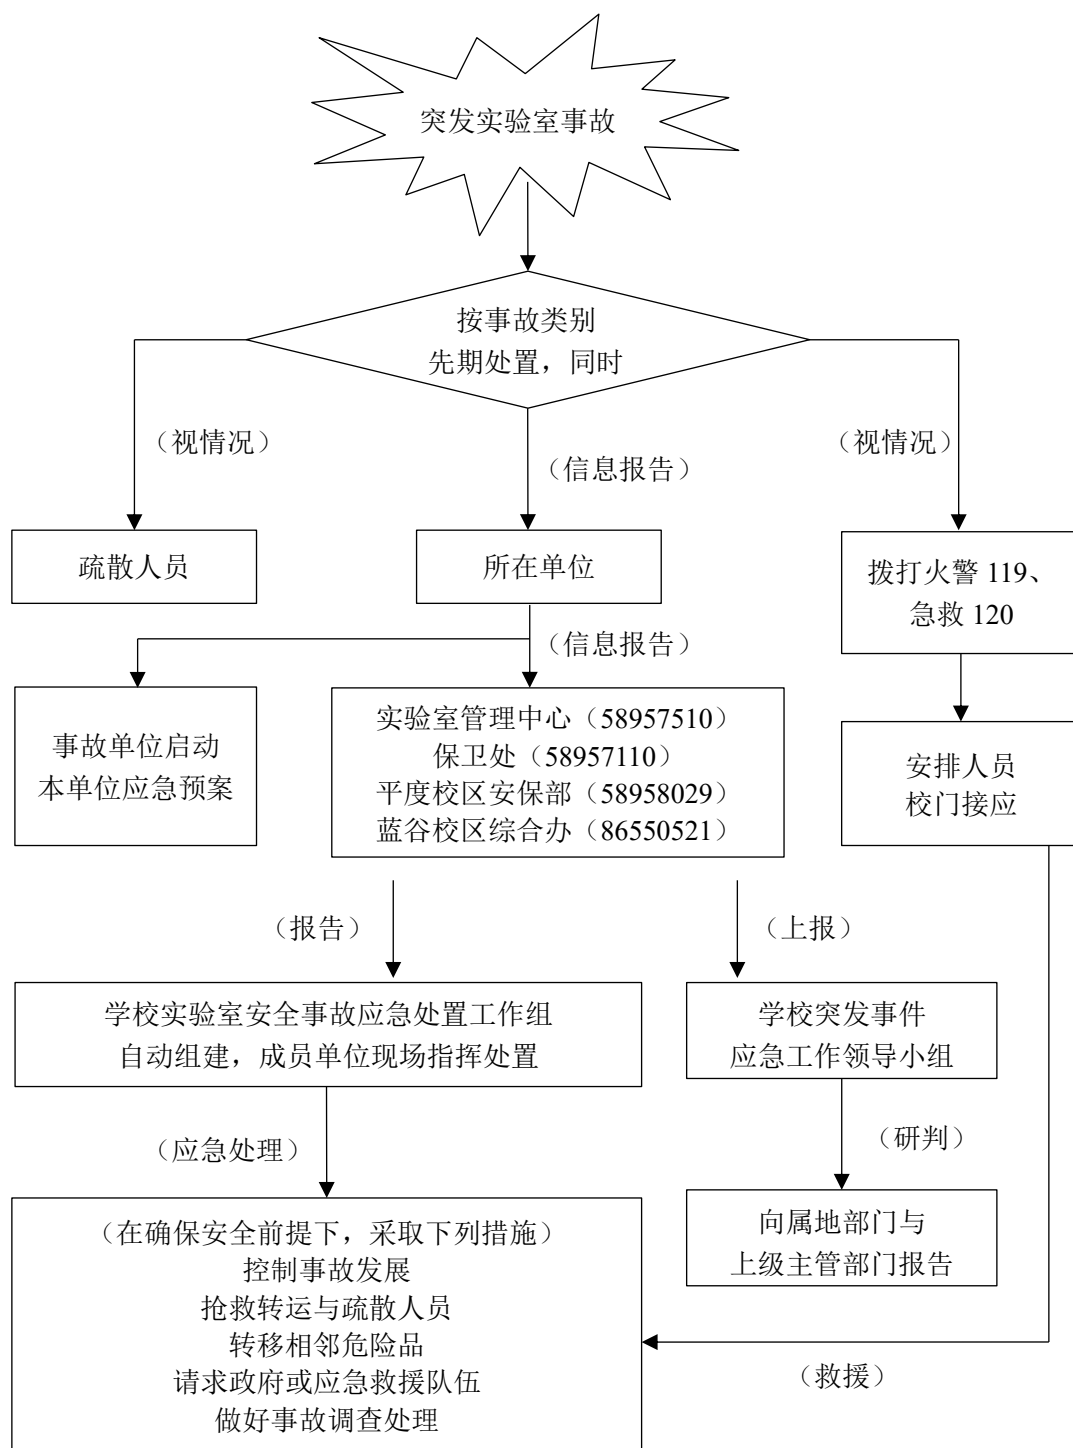 突发实验室事故
按事故类别
先期处置，同时
（视情况）
（信息报告）
（视情况）
疏散人员
所在单位
拨打火警 119、
急救 120
（信息报告）
事故单位启动
本单位应急预案
实验室管理中心（58957510）
保卫处（58957110）
平度校区安保部（58958029）
蓝谷校区综合办（86550521）
安排人员
校门接应
（报告）
（上报）
学校实验室安全事故应急处置工作组
自动组建，成员单位现场指挥处置
学校突发事件
应急工作领导小组
（应急处理）
（研判）
（在确保安全前提下，采取下列措施）
控制事故发展
抢救转运与疏散人员
转移相邻危险品
请求政府或应急救援队伍
做好事故调查处理
向属地部门与
上级主管部门报告
（救援）